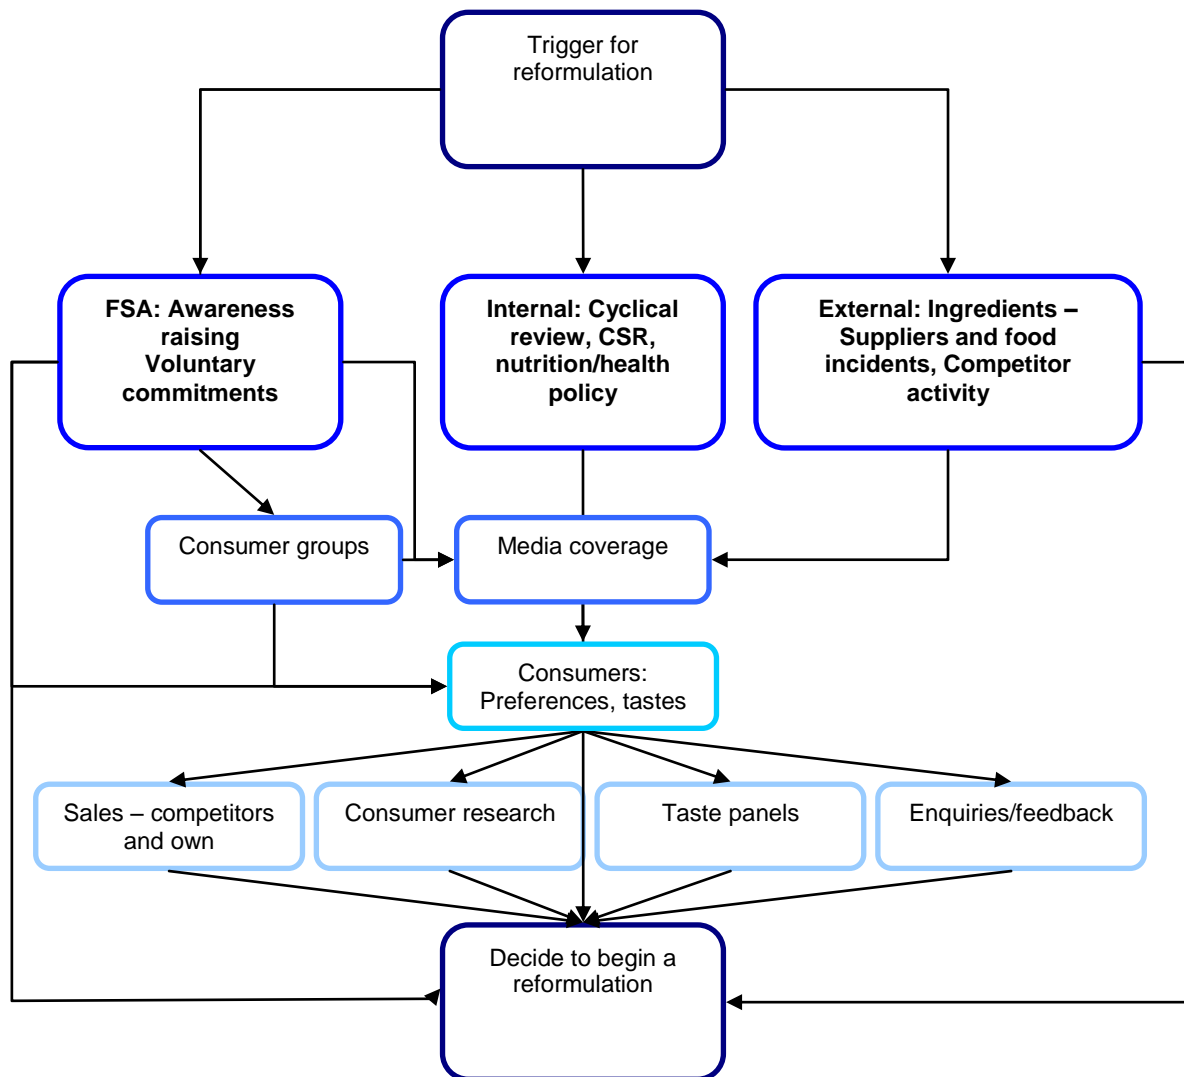 Trigger for
reformulation
FSA: Awareness
raising
Voluntary
commitments
Internal: Cyclical
review, CSR,
nutrition/health
policy
External: Ingredients –
Suppliers and food
incidents, Competitor
activity
Consumer groups
Media coverage
Consumers:
Preferences, tastes
Sales – competitors
and own
Consumer research
Taste panels
Enquiries/feedback
Decide to begin a
reformulation